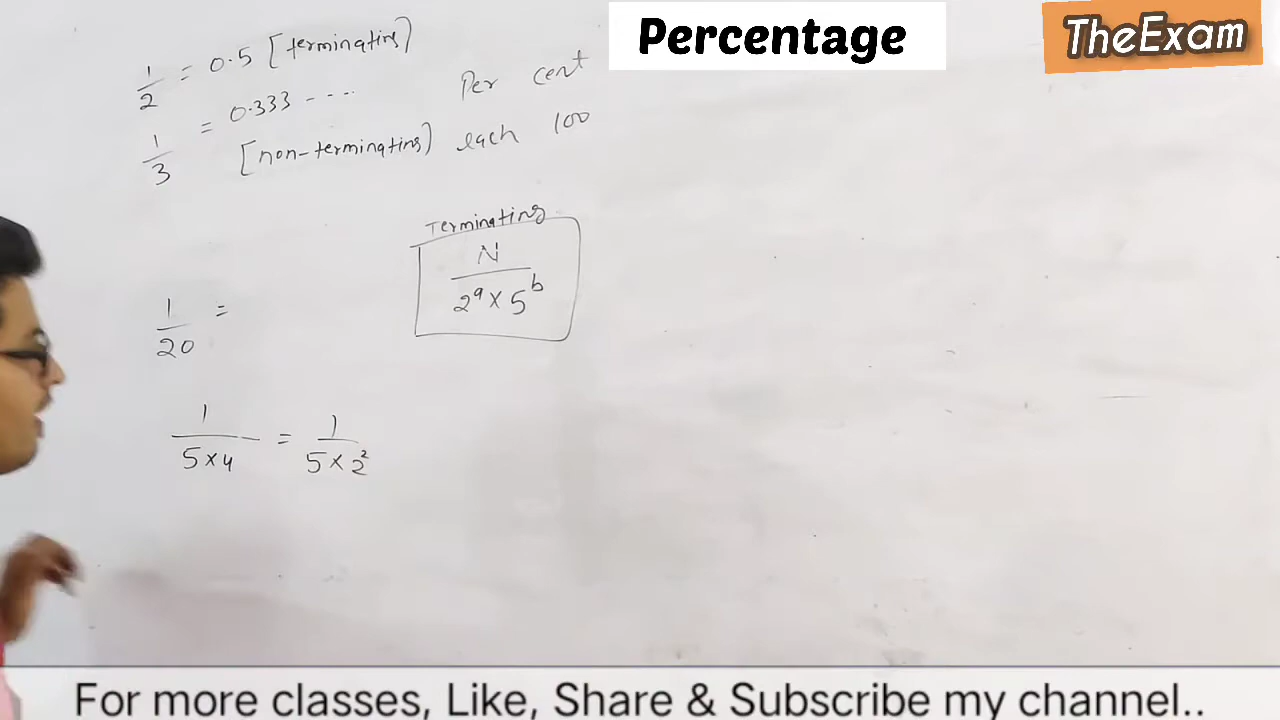 Percentage
TheExam
1/2 = 0.5 [terminating]
1/3 = 0.333 ----
[non-terminating]
Per cent
each 100
Terminating
N/2^a × 5^b
1/20 =
1/5×4 = 1/5×2²
For more classes, Like, Share & Subscribe my channel..